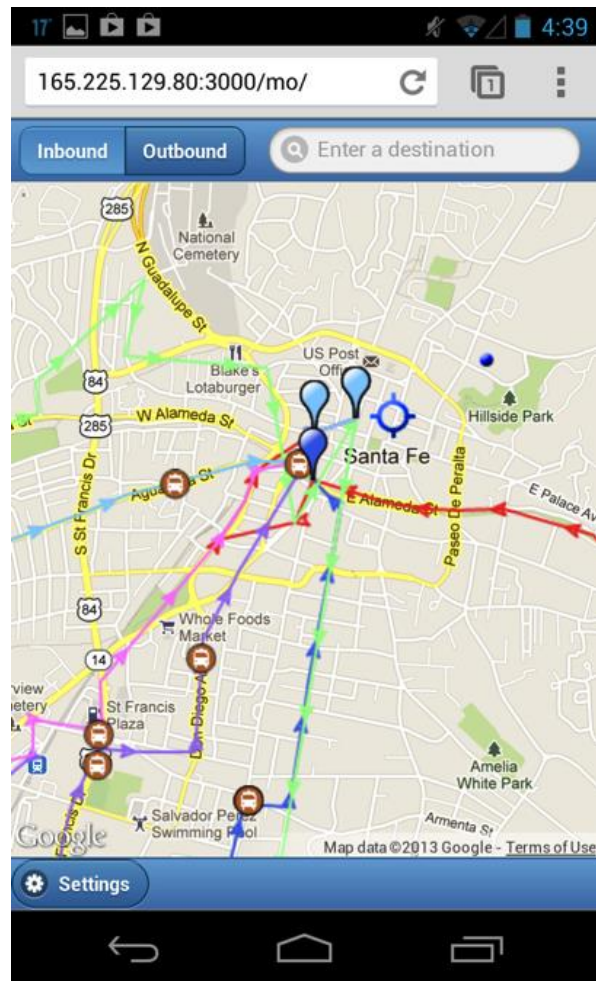 17°
4:39
165.225.129.80:3000/mo/
1
Inbound
Outbound
Enter a destination
285
National
Cemetery
N Guadalupe St
US Post
Blake's
Lotaburger
84
285
W Alameda St
Hillside Park
Santa Fe
St
E Palace Av
E Alameda St
Paseo De Peralta
S St Francis Dr
84
Whole Foods
Market
14
St Francis
Plaza
view
etery
Amelia
White Park
Salvador Perez
Swimming Pool
Armenta St
Google
Map data ©2013 Google - Terms of Use
Settings